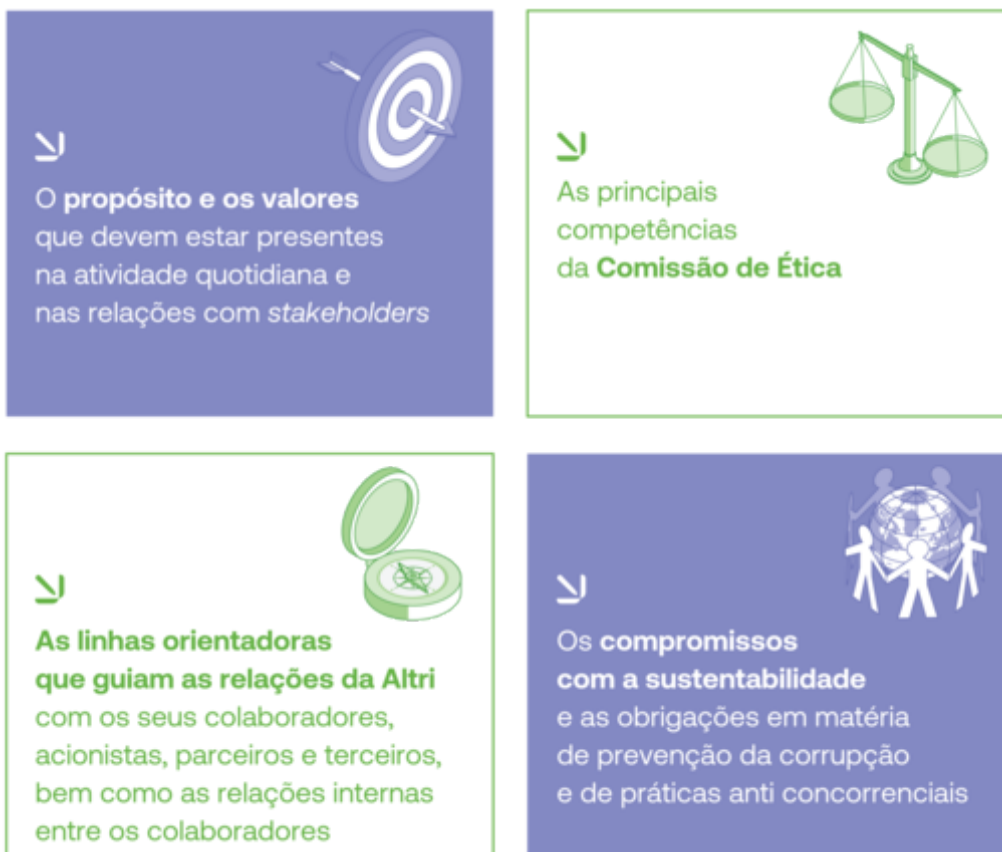 O propósito e os valores
que devem estar presentes
na atividade quotidiana e
nas relações com stakeholders
As principais
competências
da Comissão de Ética
As linhas orientadoras
que guiam as relações da Altri
com os seus colaboradores,
acionistas, parceiros e terceiros,
bem como as relações internas
entre os colaboradores
Os compromissos
com a sustentabilidade
e as obrigações em matéria
de prevenção da corrupção
e de práticas anti concorrenciais